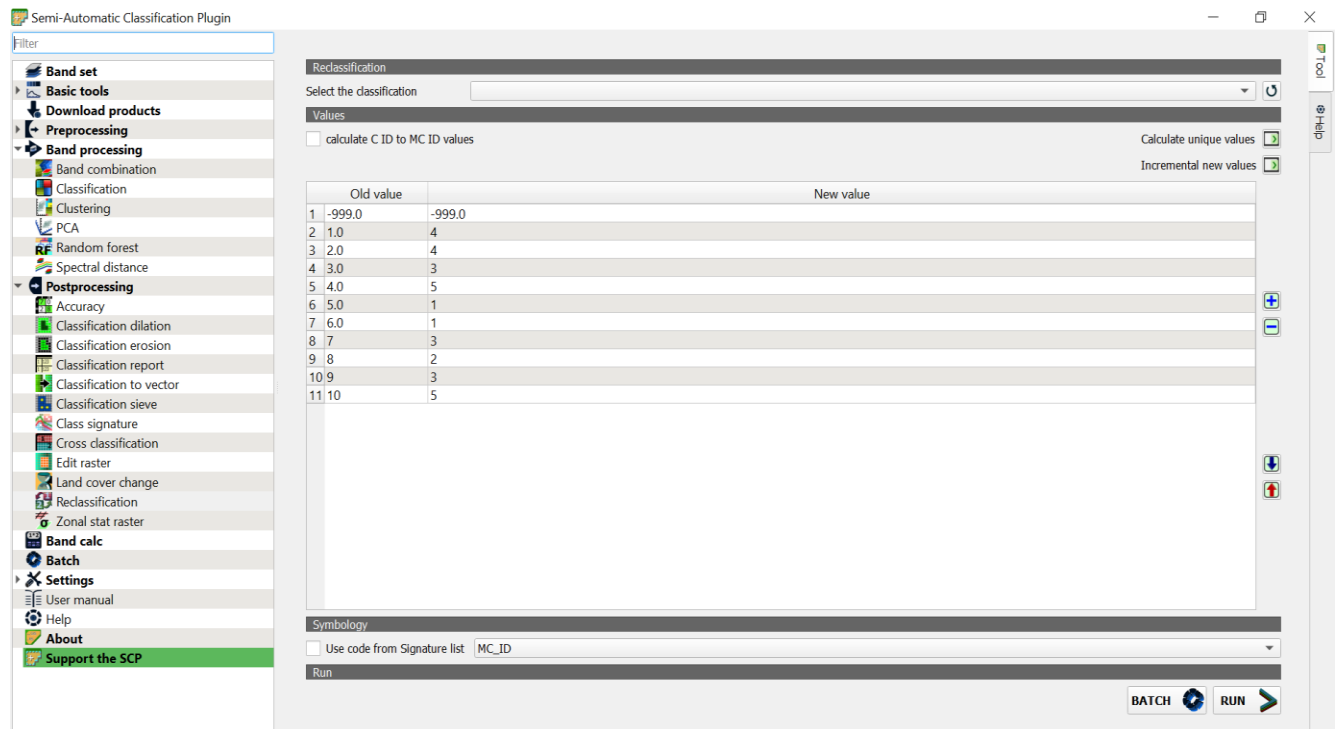 Semi-Automatic Classification Plugin
Filter
Band set
Basic tools
Download products
Preprocessing
Band processing
Band combination
Classification
Clustering
PCA
RF Random forest
Spectral distance
Postprocessing
Accuracy
Classification dilation
Classification erosion
Classification report
Classification to vector
Classification sieve
Class signature
Cross classification
Edit raster
Land cover change
Reclassification
Zonal stat raster
Band calc
Batch
Settings
User manual
Help
About
Support the SCP
Reclassification
Select the classification
Values
calculate C ID to MC ID values
Calculate unique values
Incremental new values
Old value New value
1 -999.0 -999.0
2 1.0 4
3 2.0 4
4 3.0 3
5 4.0 5
6 5.0 1
7 6.0 1
8 7 3
9 8 2
10 9 3
11 10 5
Symbology
Use code from Signature list MC_ID
Run
BATCH RUN
Tool
Help